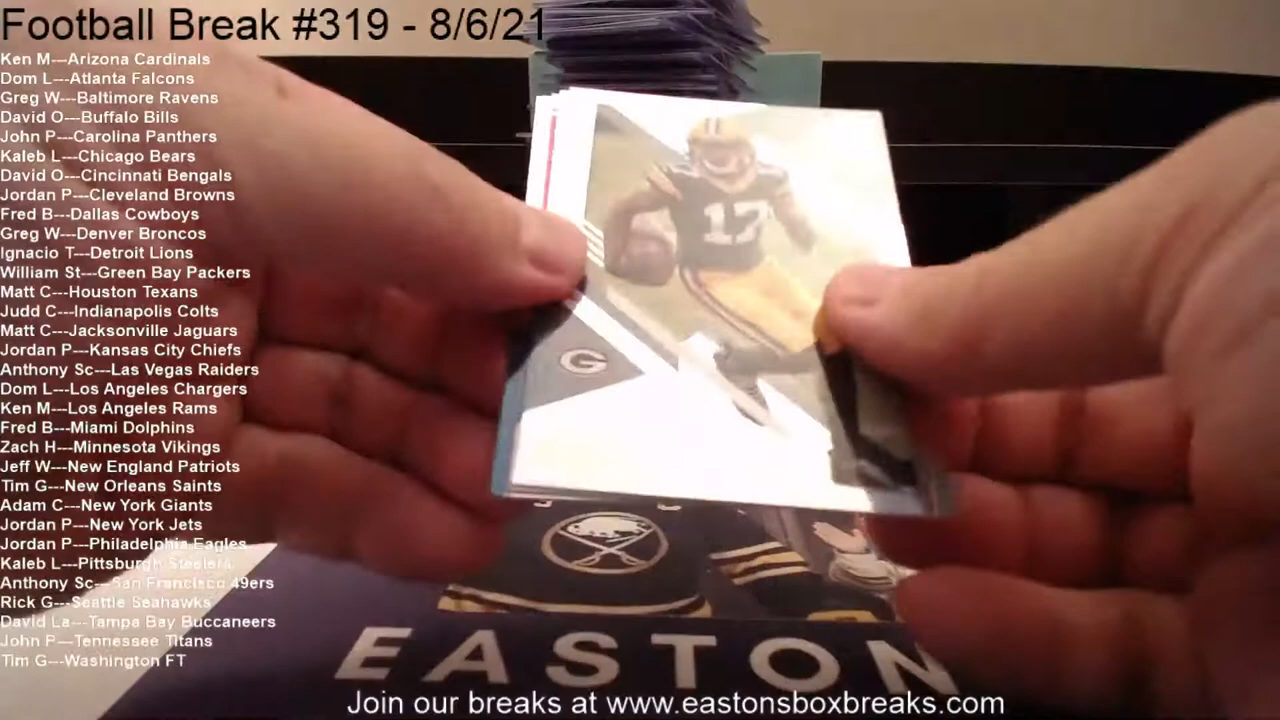 Football Break #319 - 8/6/21
Ken M---Arizona Cardinals
Dom L---Atlanta Falcons
Greg W---Baltimore Ravens
David O---Buffalo Bills
John P---Carolina Panthers
Kaleb L---Chicago Bears
David O---Cincinnati Bengals
Jordan P---Cleveland Browns
Fred B---Dallas Cowboys
Greg W---Denver Broncos
Ignacio T---Detroit Lions
William St---Green Bay Packers
Matt C---Houston Texans
Judd C---Indianapolis Colts
Matt C---Jacksonville Jaguars
Jordan P---Kansas City Chiefs
Anthony Sc---Las Vegas Raiders
Dom L---Los Angeles Chargers
Ken M---Los Angeles Rams
Fred B---Miami Dolphins
Zach H---Minnesota Vikings
Jeff W---New England Patriots
Tim G---New Orleans Saints
Adam C---New York Giants
Jordan P---New York Jets
Jordan P---Philadelphia Eagles
Kaleb L---Pittsburgh Steelers
Anthony Sc---San Francisco 49ers
Rick G---Seattle Seahawks
David La---Tampa Bay Buccaneers
John P---Tennessee Titans
Tim G---Washington FT
17
G
EASTON
Join our breaks at www.eastonsboxbreaks.com